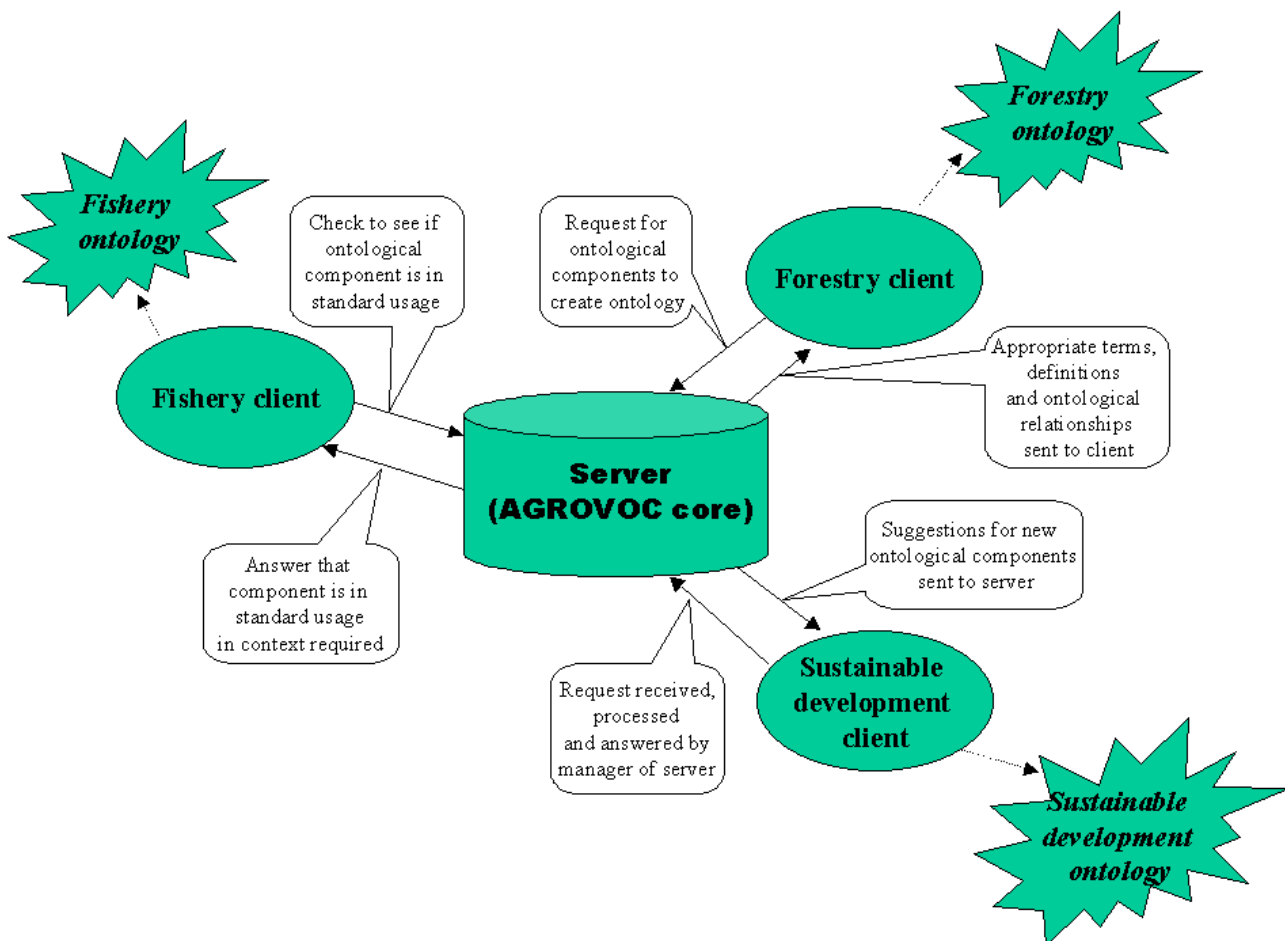 Forestry
ontology
Fishery
ontology
Check to see if
ontological
component is in
standard usage
Request for
ontological
components to
create ontology
Forestry client
Fishery client
Appropriate terms,
definitions
and ontological
relationships
sent to client
Server
(AGROVOC core)
Answer that
component is in
standard usage
in context required
Suggestions for new
ontological components
sent to server
Request received,
processed
and answered by
manager of server
Sustainable
development
client
Sustainable
development
ontology